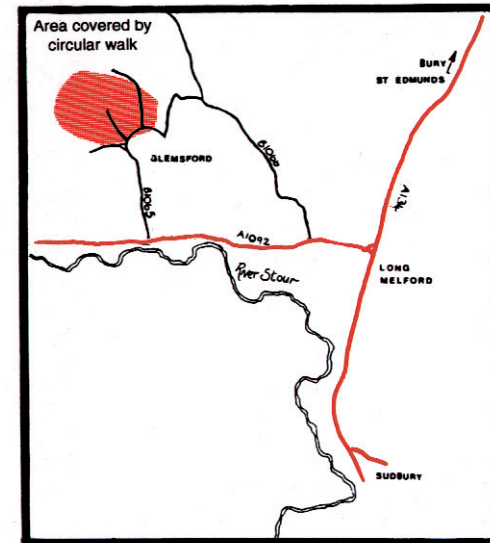 Area covered by
circular walk
BURY
ST EDMUNDS
GLEMSFORD
B1066
B1065
A134
A1092
River Stour
LONG
MELFORD
SUDBURY